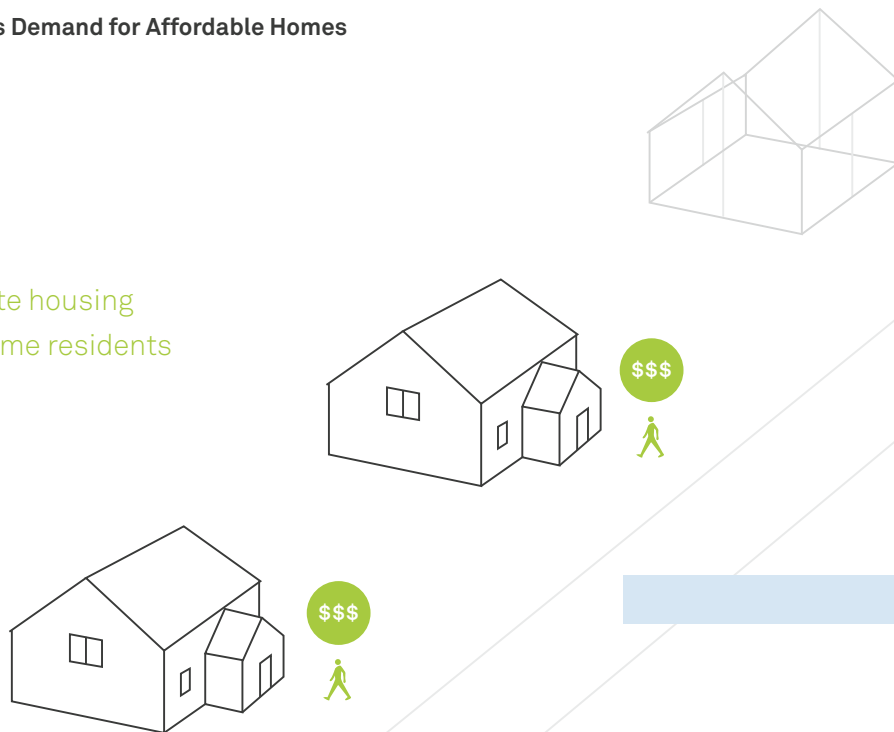 s Demand for Affordable Homes
te housing
me residents
$$$
$$$